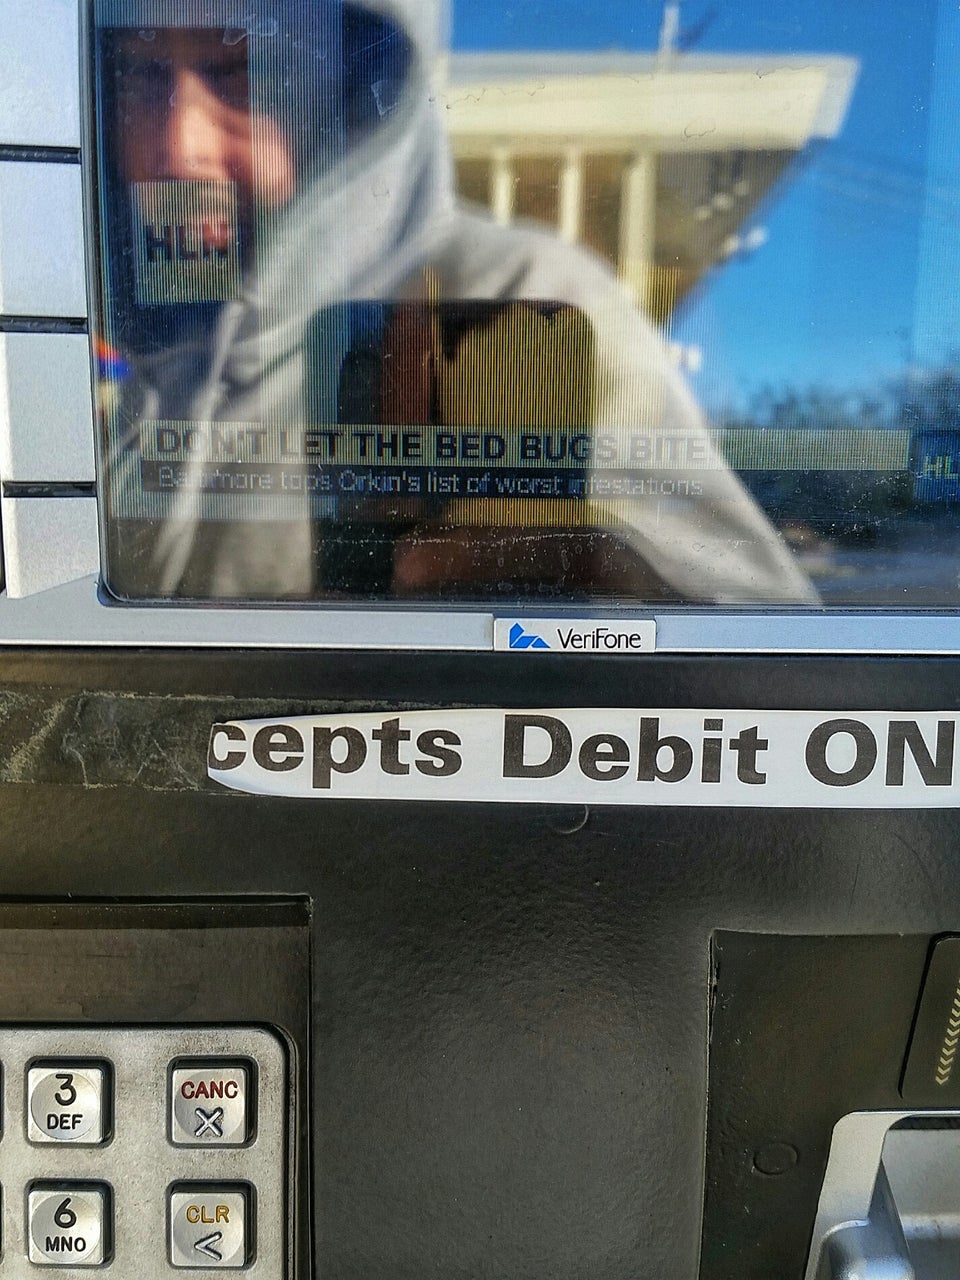 HLN
DON'T LET THE BED BUGS BITE
Baltimore tops Orkin's list of worst infestations
HL
VeriFone
cepts Debit ON
3
DEF
CANC
6
MNO
CLR
<